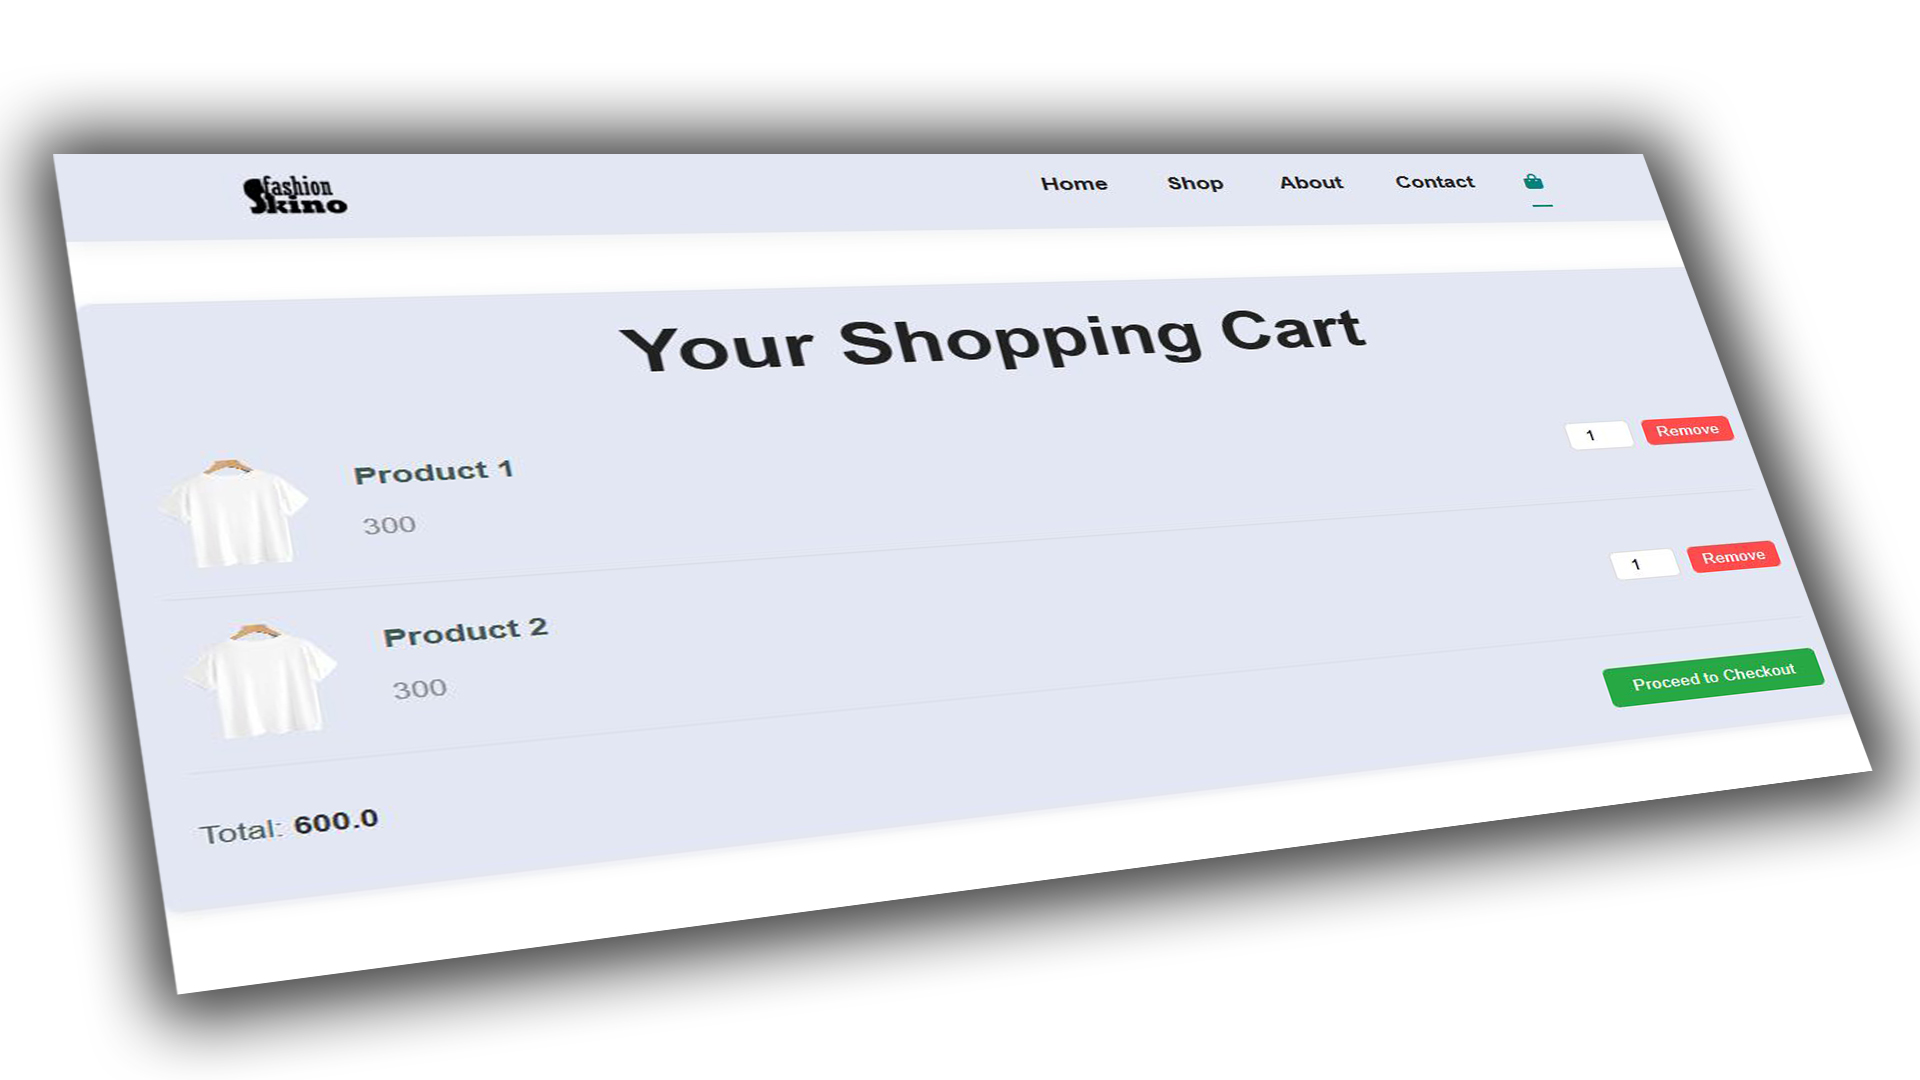 fashion
Skino
Home Shop About Contact
Your Shopping Cart
Product 1
300
1 Remove
Product 2
300
1 Remove
Total: 600.0
Proceed to Checkout